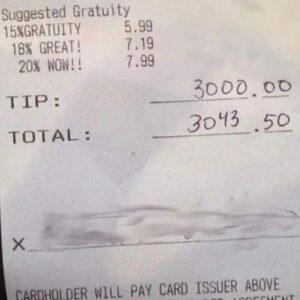 Suggested Gratuity
15%GRATUITY 5.99
18% GREAT! 7.19
20% WOW!! 7.99
TIP: 3000.00
TOTAL: 3043.50
X
CARDHOLDER WILL PAY CARD ISSUER ABOVE
AGREEMENT